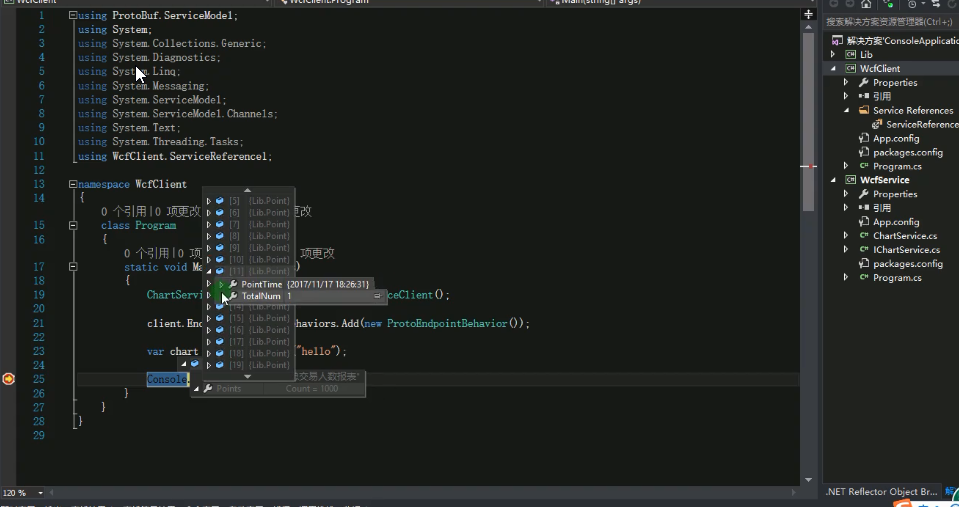 WcfClient
WcfClient.Program
Main(string[] args)
1 using ProtoBuf.ServiceModel;
2 using System;
3 using System.Collections.Generic;
4 using System.Diagnostics;
5 using System.Linq;
6 using System.Messaging;
7 using System.ServiceModel;
8 using System.ServiceModel.Channels;
9 using System.Text;
10 using System.Threading.Tasks;
11 using WcfClient.ServiceReference1;
12
13 namespace WcfClient
14 {
0 个引用|0 项更改 项更改
15 class Program
16 {
0 个引用|0 项 项更改
17 static void Ma )
18 {
19 ChartServi ceClient();
20
21 client.End haviors.Add(new ProtoEndpointBehavior());
22
23 var chart "hello");
24
25 Console.
26 }
27 }
28 }
29
[5] {Lib.Point}
[6] {Lib.Point}
[7] {Lib.Point}
[8] {Lib.Point}
[9] {Lib.Point}
[10] {Lib.Point}
[11] {Lib.Point}
PointTime {2017/11/17 18:26:31}
TotalNum 1
[14] {Lib.Point}
[15] {Lib.Point}
[16] {Lib.Point}
[17] {Lib.Point}
[18] {Lib.Point}
[19] {Lib.Point}
交易人数报表"
Points Count = 1000
120 %
搜索解决方案资源管理器(Ctrl+;)
解决方案'ConsoleApplicatio
Lib
WcfClient
Properties
引用
Service References
ServiceReference
App.config
packages.config
Program.cs
WcfService
Properties
引用
App.config
ChartService.cs
IChartService.cs
packages.config
Program.cs
.NET Reflector Object Br...